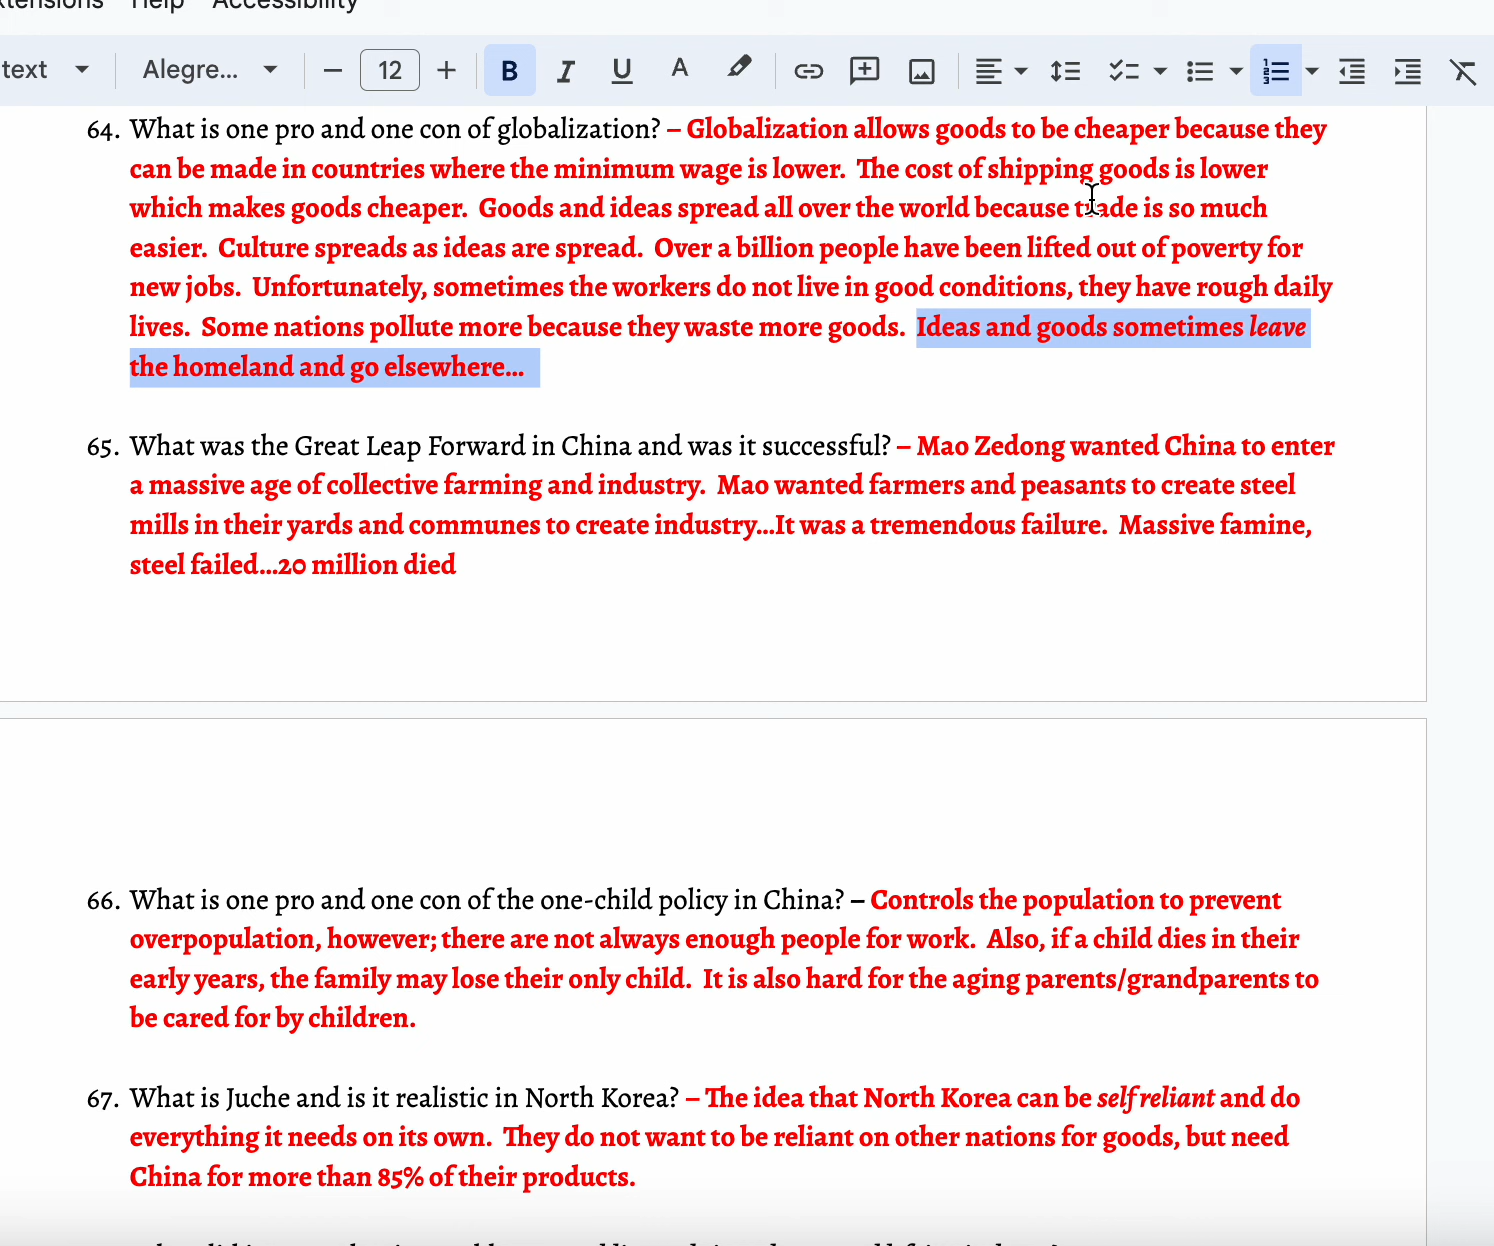 Help Accessibility
text Alegre... 12 B I U A
64. What is one pro and one con of globalization? – Globalization allows goods to be cheaper because they
can be made in countries where the minimum wage is lower. The cost of shipping goods is lower
which makes goods cheaper. Goods and ideas spread all over the world because trade is so much
easier. Culture spreads as ideas are spread. Over a billion people have been lifted out of poverty for
new jobs. Unfortunately, sometimes the workers do not live in good conditions, they have rough daily
lives. Some nations pollute more because they waste more goods. Ideas and goods sometimes leave
the homeland and go elsewhere...
65. What was the Great Leap Forward in China and was it successful? – Mao Zedong wanted China to enter
a massive age of collective farming and industry. Mao wanted farmers and peasants to create steel
mills in their yards and communes to create industry...It was a tremendous failure. Massive famine,
steel failed...20 million died
66. What is one pro and one con of the one-child policy in China? – Controls the population to prevent
overpopulation, however; there are not always enough people for work. Also, if a child dies in their
early years, the family may lose their only child. It is also hard for the aging parents/grandparents to
be cared for by children.
67. What is Juche and is it realistic in North Korea? – The idea that North Korea can be self reliant and do
everything it needs on its own. They do not want to be reliant on other nations for goods, but need
China for more than 85% of their products.